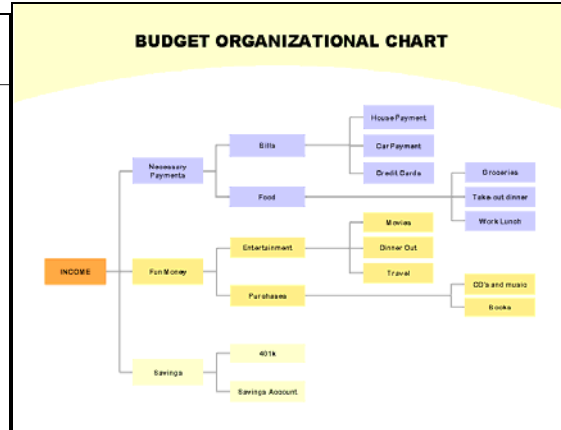 BUDGET ORGANIZATIONAL CHART
House Payment
Bills
Car Payment
Necessary
Payments
Credit Cards
Groceries
Food
Take-out dinner
Work Lunch
Movies
Entertainment
Dinner Out
INCOME
Fun Money
Travel
CD's and music
Purchases
Books
401k
Savings
Savings Account